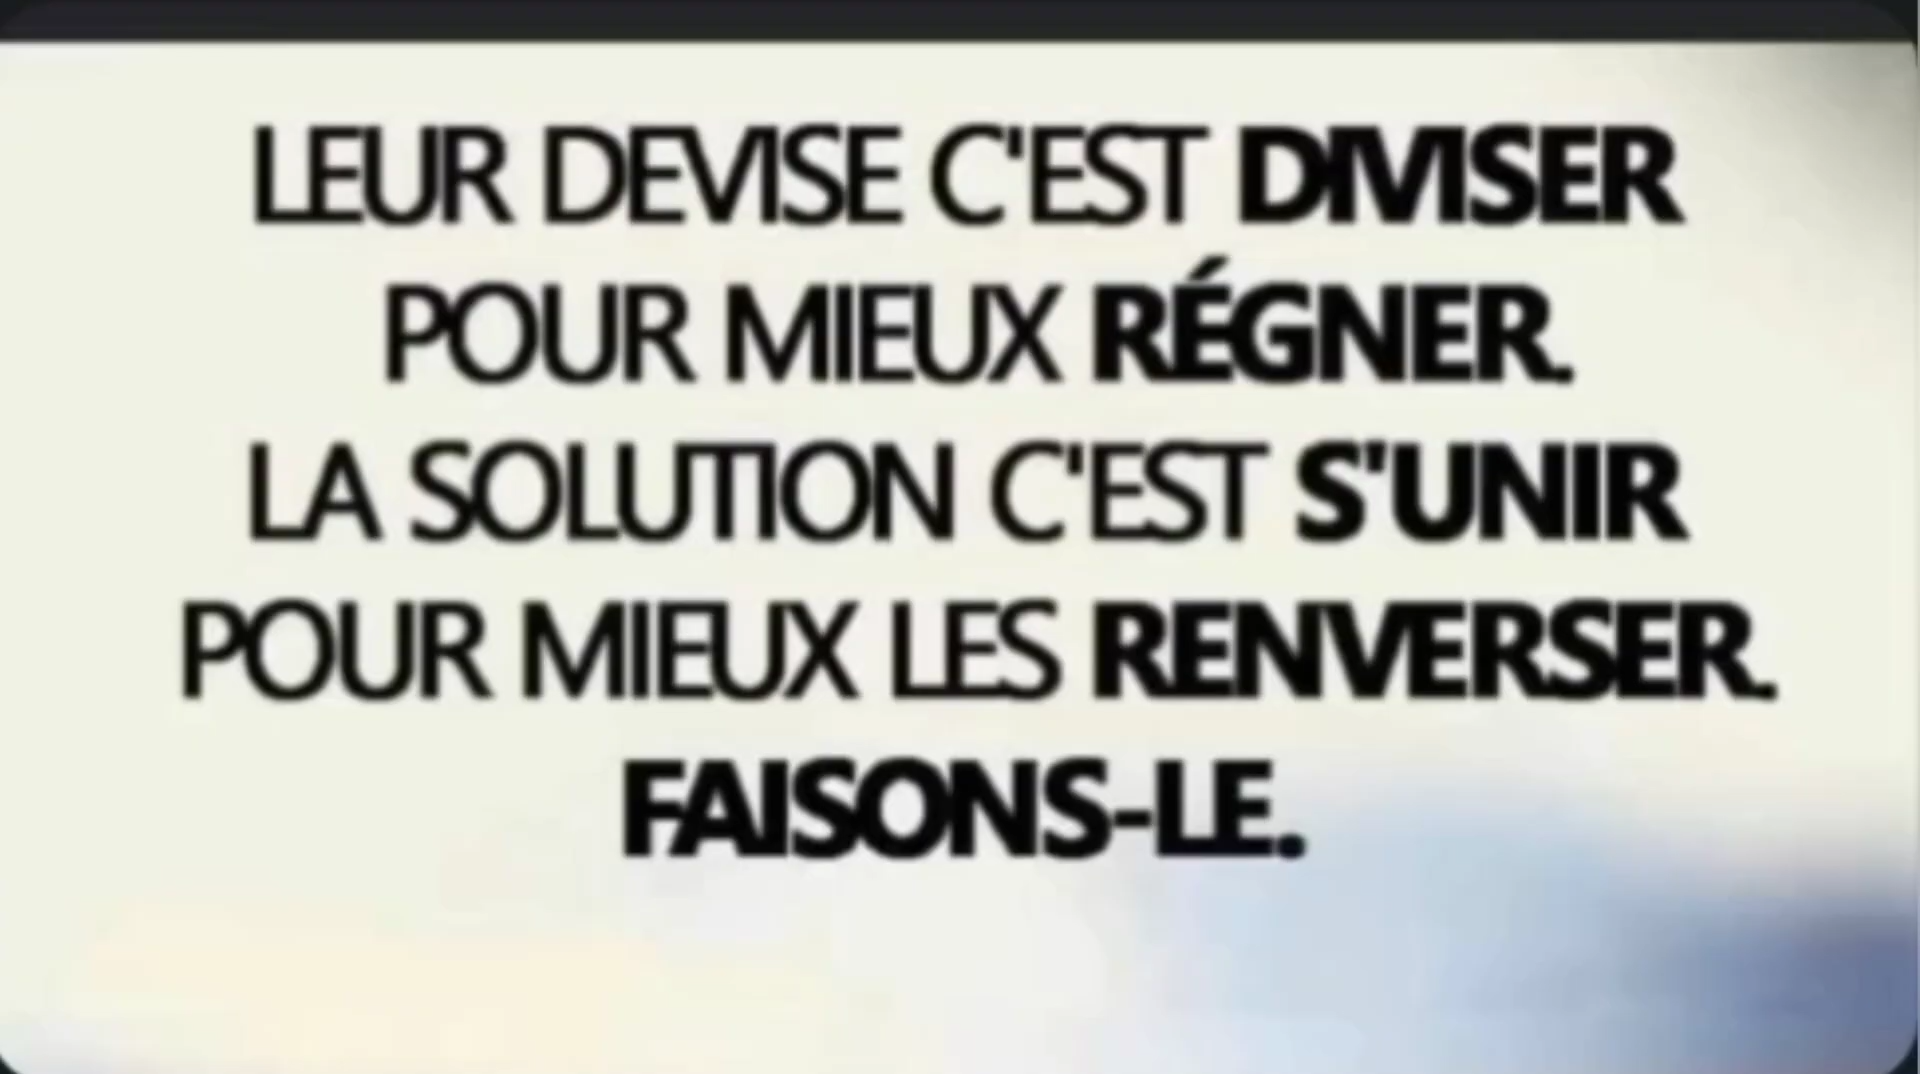 LEUR DEVISE C'EST DIVISER
POUR MIEUX RÉGNER.
LA SOLUTION C'EST S'UNIR
POUR MIEUX LES RENVERSER.
FAISONS-LE.